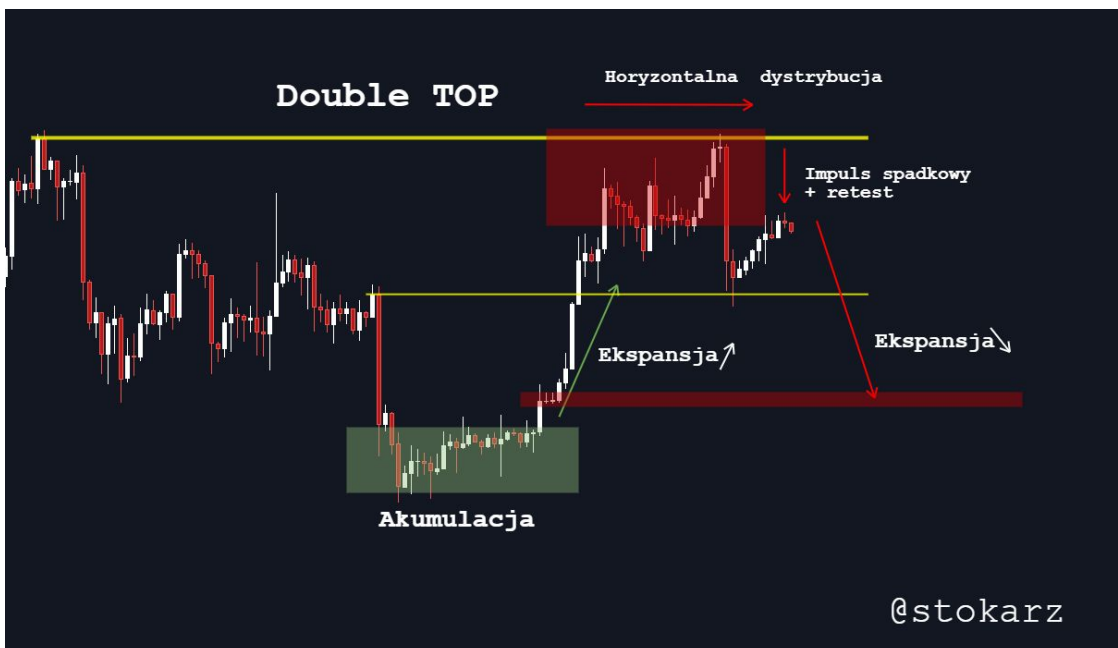 Horyzontalna dystrybucja
Double TOP
Impuls spadkowy
+ retest
Ekspansja
Ekspansja
Akumulacja
@stokarz